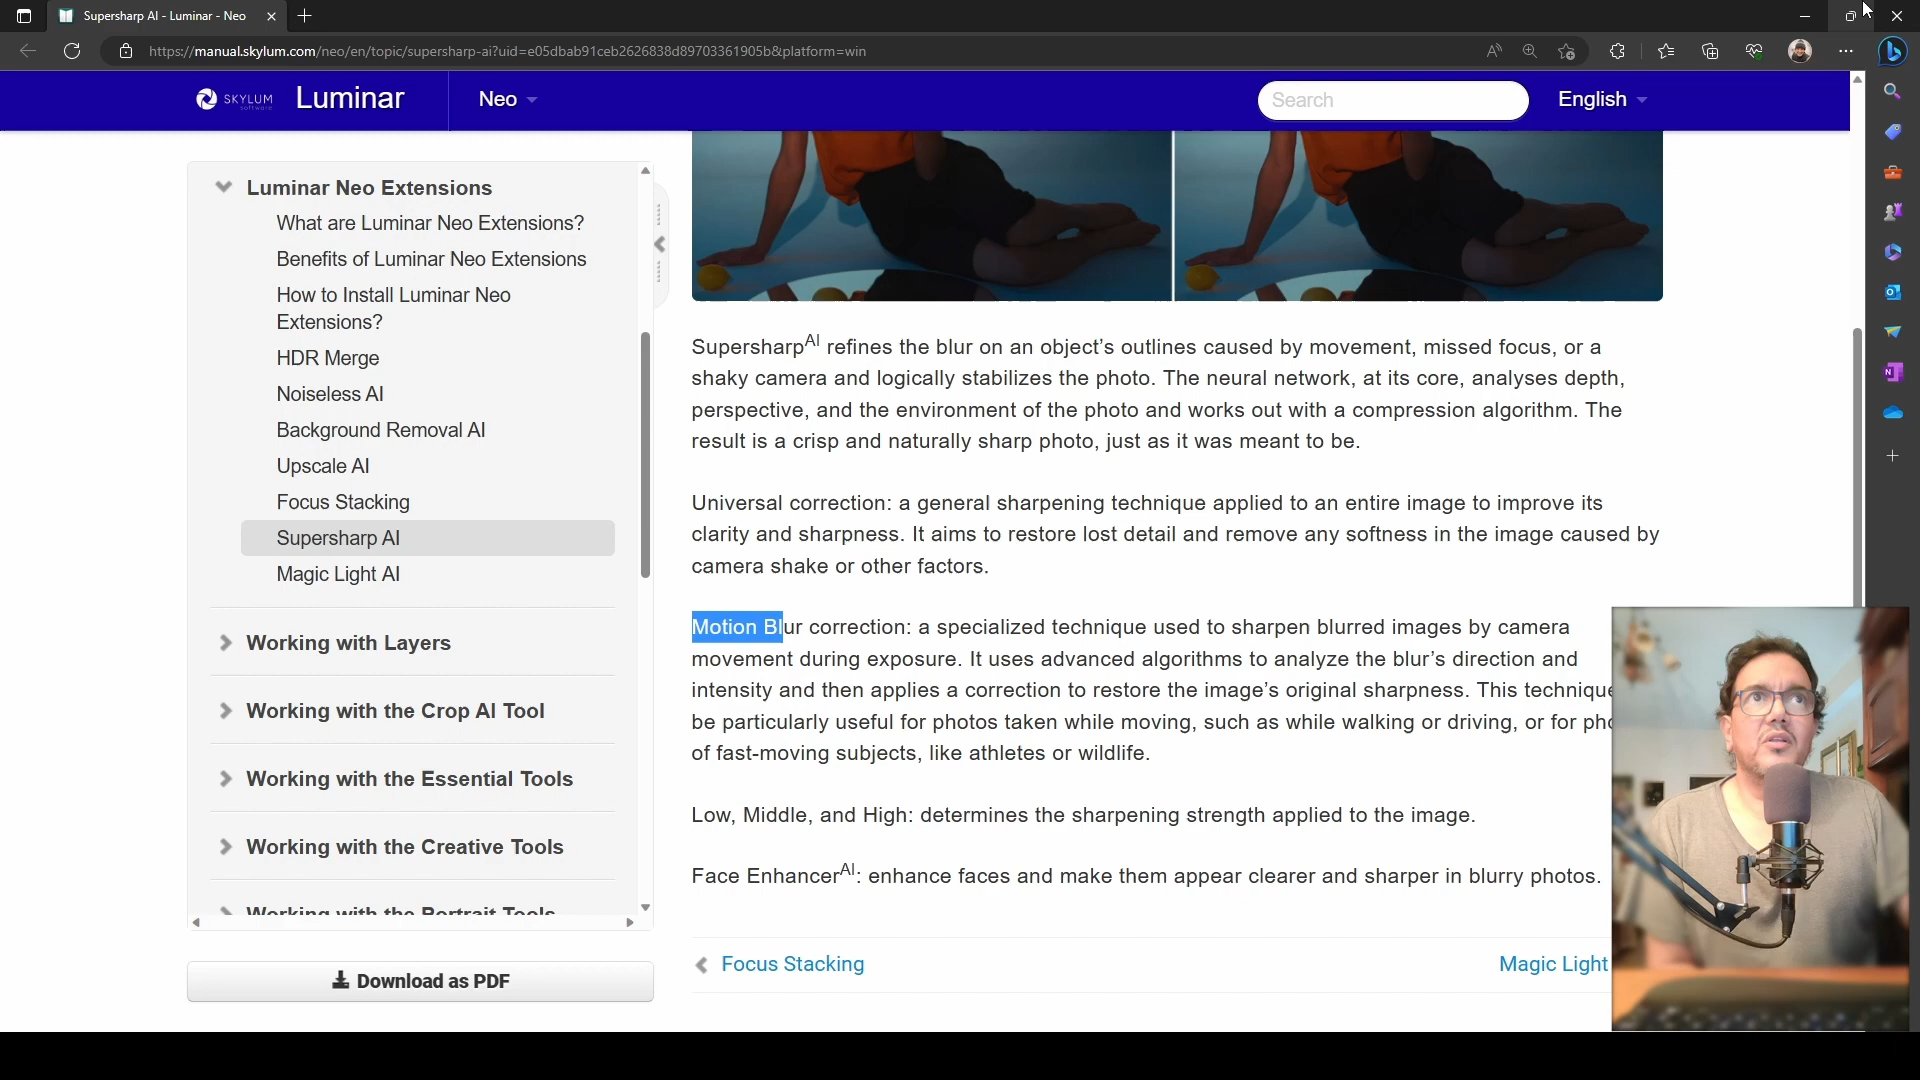 Supersharp AI - Luminar - Neo
https://manual.skylum.com/neo/en/topic/supersharp-ai?uid=e05dbab91ceb2626838d89703361905b&platform=win
SKYLUM
software
Luminar
Neo
Search
English
Luminar Neo Extensions
What are Luminar Neo Extensions?
Benefits of Luminar Neo Extensions
How to Install Luminar Neo
Extensions?
HDR Merge
Noiseless AI
Background Removal AI
Upscale AI
Focus Stacking
Supersharp AI
Magic Light AI
Working with Layers
Working with the Crop AI Tool
Working with the Essential Tools
Working with the Creative Tools
Working with the Portrait Tools
Download as PDF
SupersharpAI refines the blur on an object’s outlines caused by movement, missed focus, or a
shaky camera and logically stabilizes the photo. The neural network, at its core, analyses depth,
perspective, and the environment of the photo and works out with a compression algorithm. The
result is a crisp and naturally sharp photo, just as it was meant to be.
Universal correction: a general sharpening technique applied to an entire image to improve its
clarity and sharpness. It aims to restore lost detail and remove any softness in the image caused by
camera shake or other factors.
Motion Blur correction: a specialized technique used to sharpen blurred images by camera
movement during exposure. It uses advanced algorithms to analyze the blur’s direction and
intensity and then applies a correction to restore the image’s original sharpness. This technique
be particularly useful for photos taken while moving, such as while walking or driving, or for pho
of fast-moving subjects, like athletes or wildlife.
Low, Middle, and High: determines the sharpening strength applied to the image.
Face EnhancerAI: enhance faces and make them appear clearer and sharper in blurry photos.
Focus Stacking
Magic Light